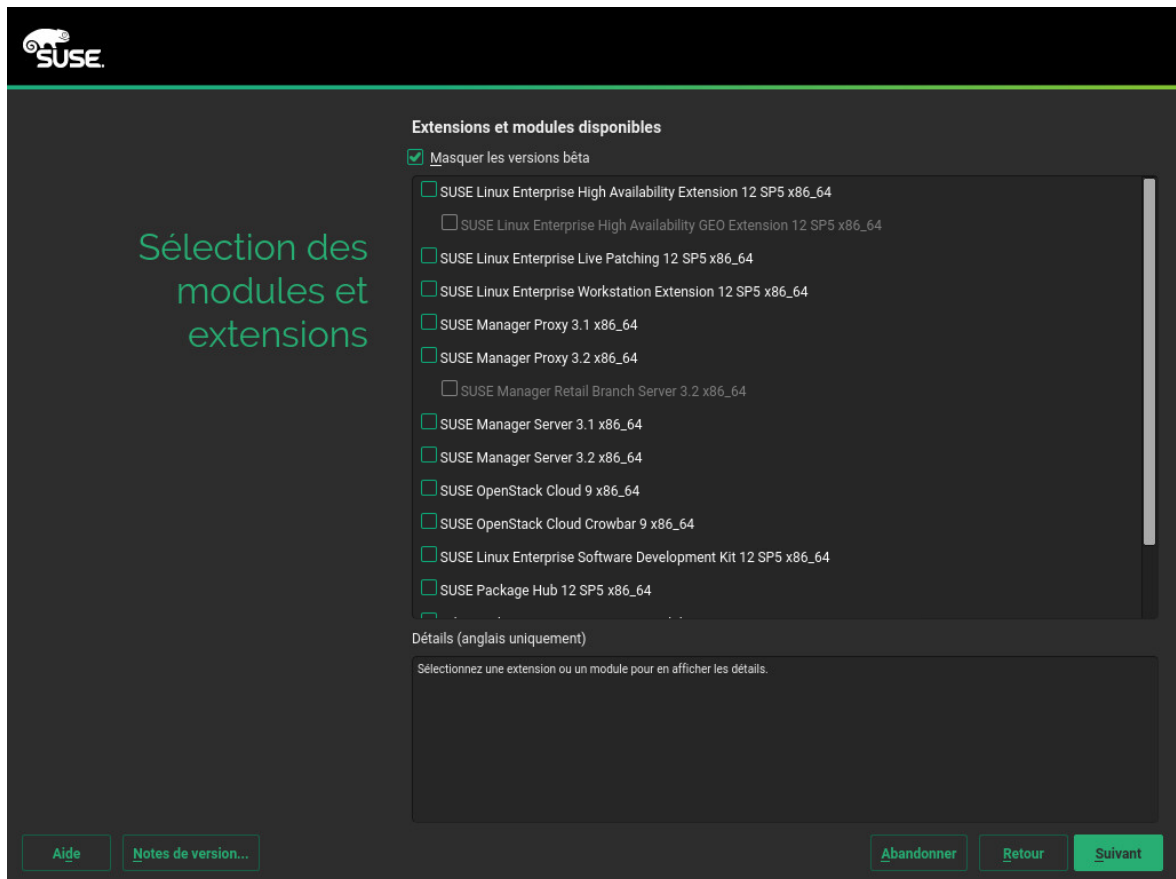 SUSE.
Sélection des
modules et
extensions
Extensions et modules disponibles
Masquer les versions bêta
SUSE Linux Enterprise High Availability Extension 12 SP5 x86_64
SUSE Linux Enterprise High Availability GEO Extension 12 SP5 x86_64
SUSE Linux Enterprise Live Patching 12 SP5 x86_64
SUSE Linux Enterprise Workstation Extension 12 SP5 x86_64
SUSE Manager Proxy 3.1 x86_64
SUSE Manager Proxy 3.2 x86_64
SUSE Manager Retail Branch Server 3.2 x86_64
SUSE Manager Server 3.1 x86_64
SUSE Manager Server 3.2 x86_64
SUSE OpenStack Cloud 9 x86_64
SUSE OpenStack Cloud Crowbar 9 x86_64
SUSE Linux Enterprise Software Development Kit 12 SP5 x86_64
SUSE Package Hub 12 SP5 x86_64
Détails (anglais uniquement)
Sélectionnez une extension ou un module pour en afficher les détails.
Aide
Notes de version...
Abandonner
Retour
Suivant